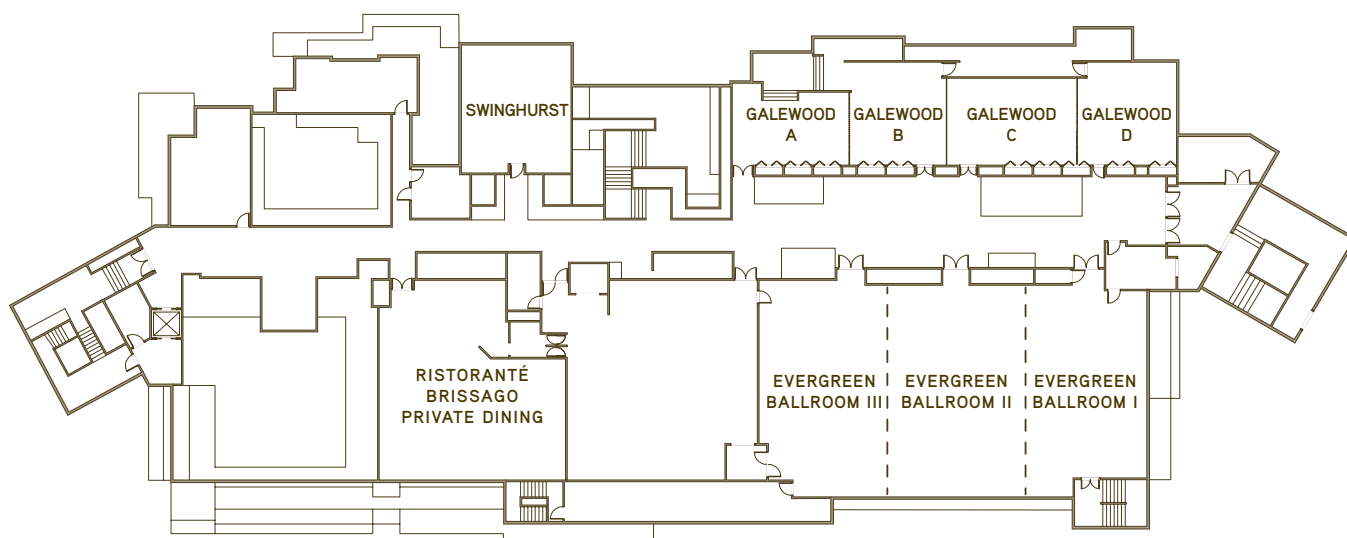 SWINGHURST
GALEWOOD
A
GALEWOOD
B
GALEWOOD
C
GALEWOOD
D
RISTORANTÉ
BRISSAGO
PRIVATE DINING
EVERGREEN
BALLROOM III
EVERGREEN
BALLROOM II
EVERGREEN
BALLROOM I